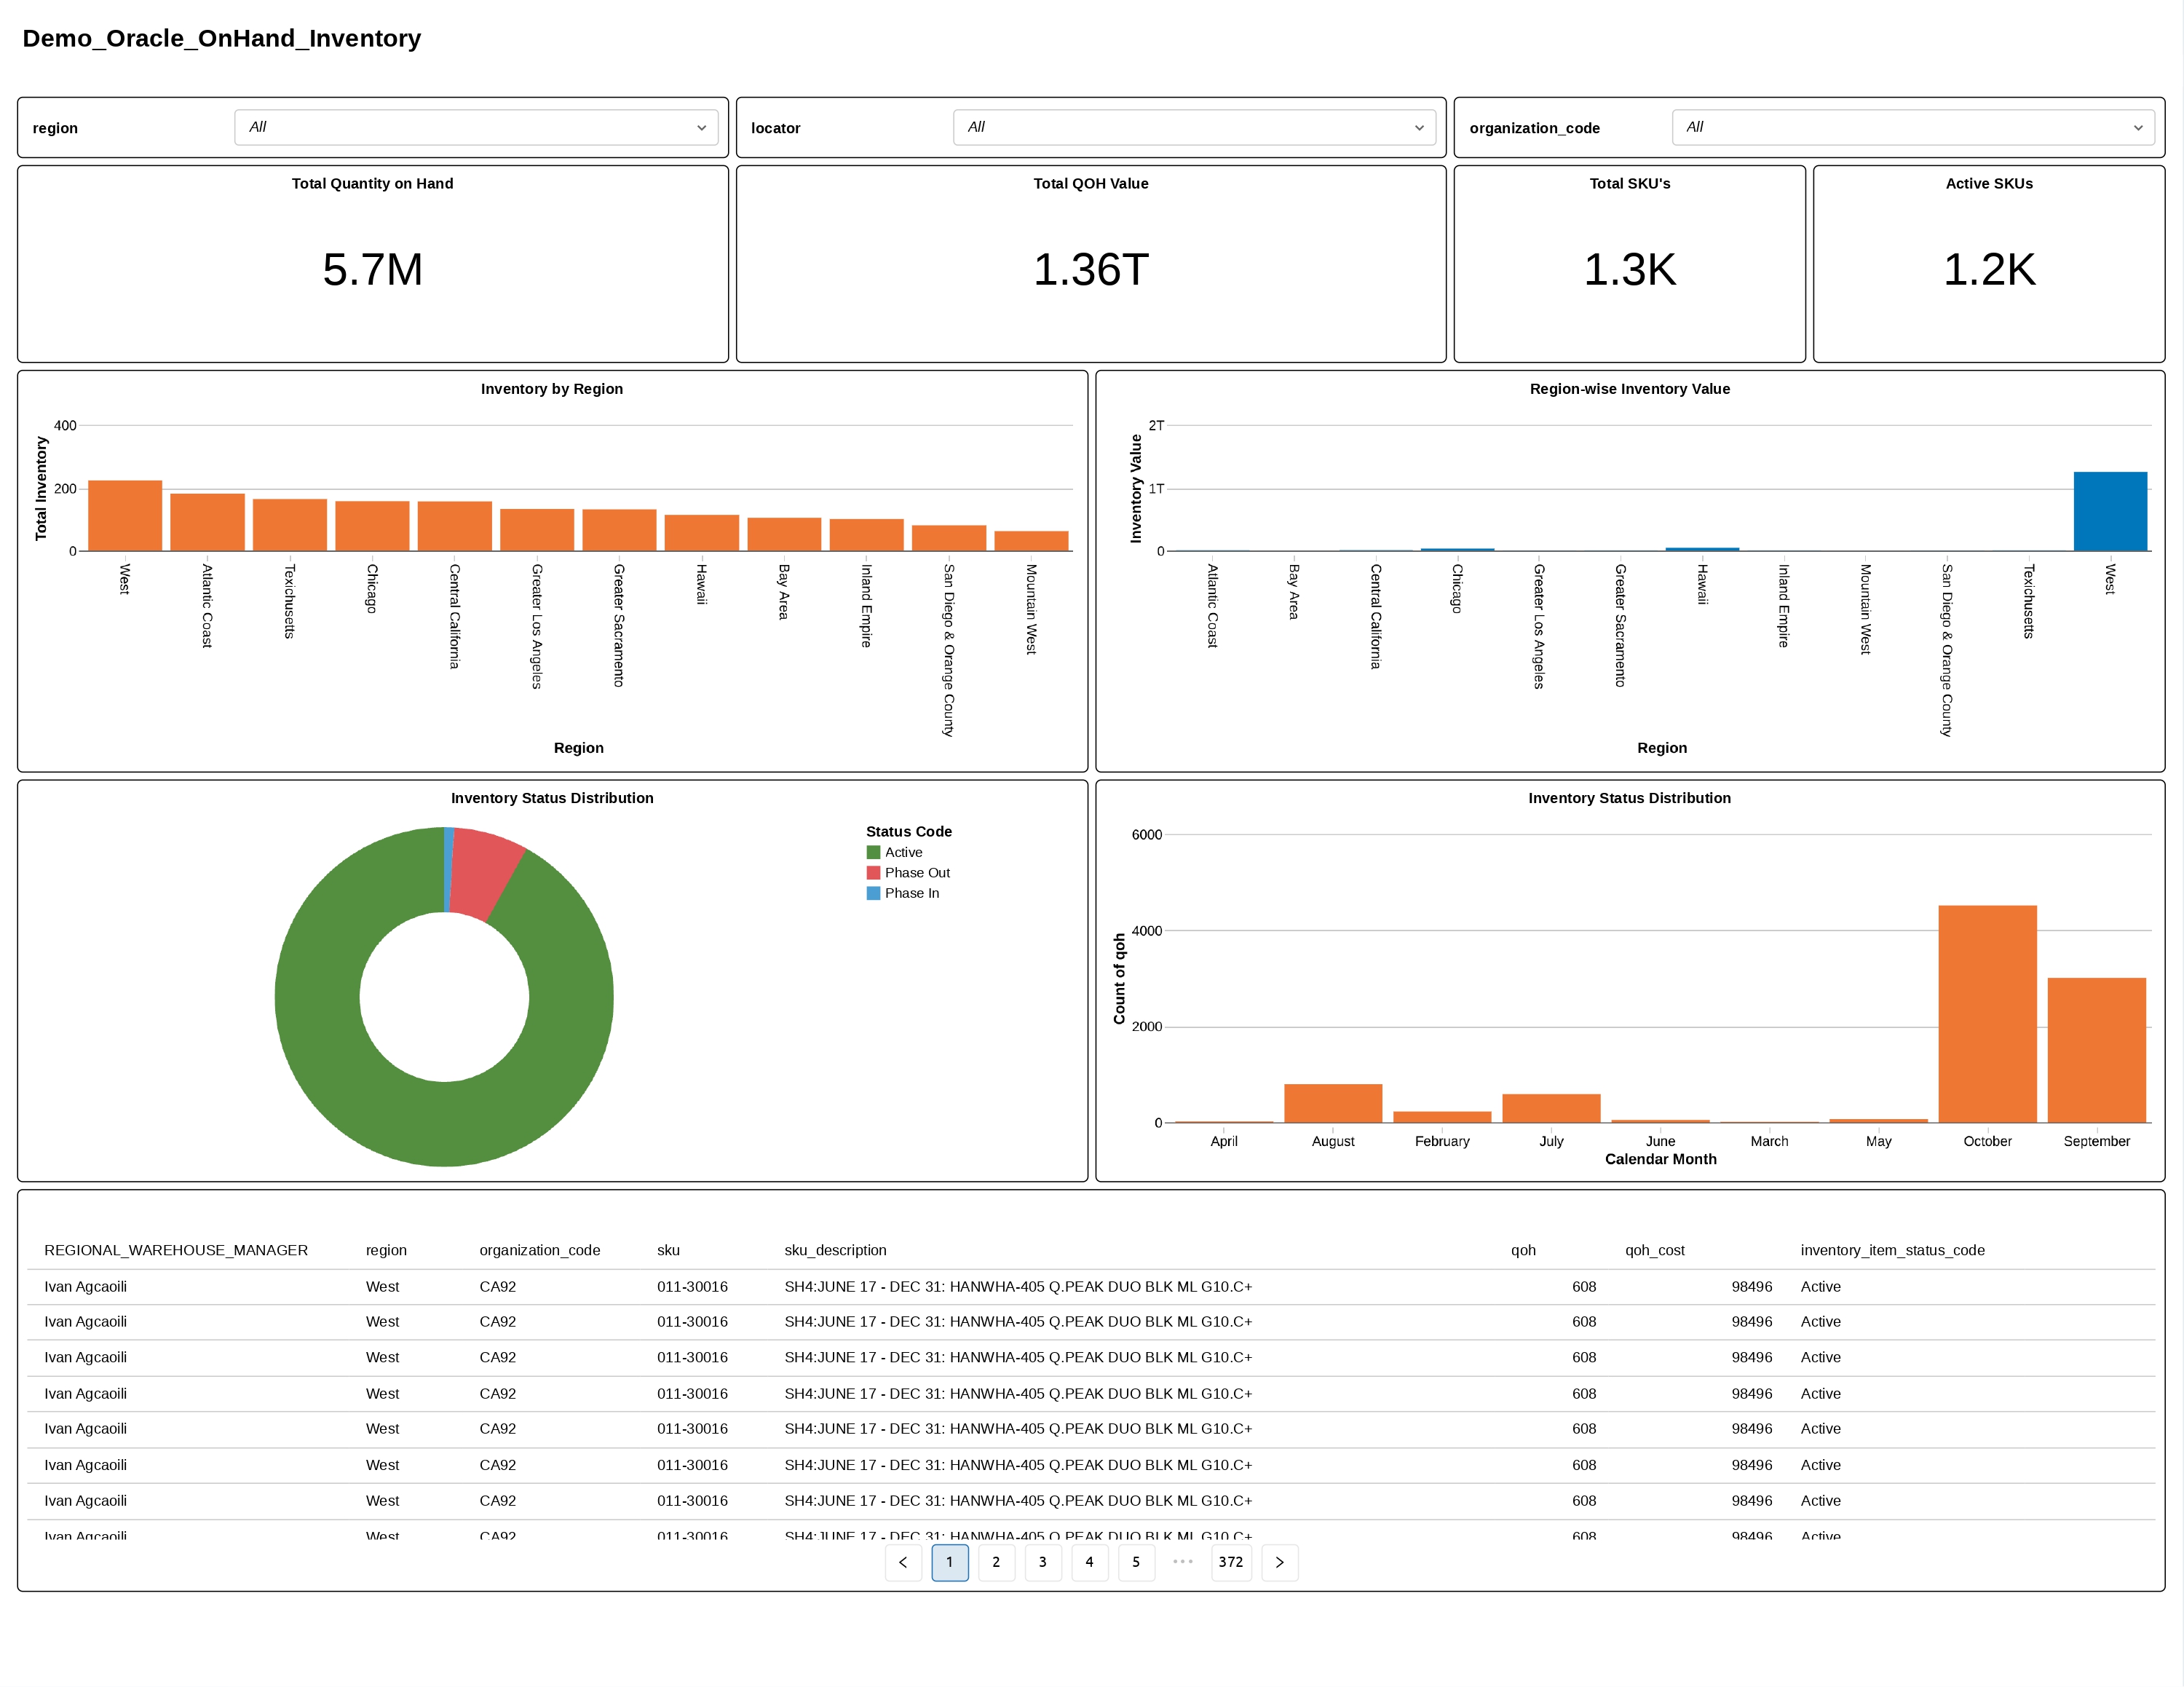 Demo_Oracle_OnHand_Inventory
region All locator All organization_code All
Total Quantity on Hand
5.7M
Total QOH Value
1.36T
Total SKU's
1.3K
Active SKUs
1.2K
Inventory by Region
Total Inventory
400
200
0
West
Atlantic Coast
Texichusetts
Chicago
Central California
Greater Los Angeles
Greater Sacramento
Hawaii
Bay Area
Inland Empire
San Diego & Orange County
Mountain West
Region
Region-wise Inventory Value
Inventory Value
2T
1T
0
Atlantic Coast
Bay Area
Central California
Chicago
Greater Los Angeles
Greater Sacramento
Hawaii
Inland Empire
Mountain West
San Diego & Orange County
Texichusetts
West
Region
Inventory Status Distribution
Status Code
Active
Phase Out
Phase In
Inventory Status Distribution
Count of qoh
6000
4000
2000
0
April August February July June March May October September
Calendar Month
REGIONAL_WAREHOUSE_MANAGER region organization_code sku sku_description qoh qoh_cost inventory_item_status_code
Ivan Agcaoili West CA92 011-30016 SH4:JUNE 17 - DEC 31: HANWHA-405 Q.PEAK DUO BLK ML G10.C+ 608 98496 Active
Ivan Agcaoili West CA92 011-30016 SH4:JUNE 17 - DEC 31: HANWHA-405 Q.PEAK DUO BLK ML G10.C+ 608 98496 Active
Ivan Agcaoili West CA92 011-30016 SH4:JUNE 17 - DEC 31: HANWHA-405 Q.PEAK DUO BLK ML G10.C+ 608 98496 Active
Ivan Agcaoili West CA92 011-30016 SH4:JUNE 17 - DEC 31: HANWHA-405 Q.PEAK DUO BLK ML G10.C+ 608 98496 Active
Ivan Agcaoili West CA92 011-30016 SH4:JUNE 17 - DEC 31: HANWHA-405 Q.PEAK DUO BLK ML G10.C+ 608 98496 Active
Ivan Agcaoili West CA92 011-30016 SH4:JUNE 17 - DEC 31: HANWHA-405 Q.PEAK DUO BLK ML G10.C+ 608 98496 Active
Ivan Agcaoili West CA92 011-30016 SH4:JUNE 17 - DEC 31: HANWHA-405 Q.PEAK DUO BLK ML G10.C+ 608 98496 Active
Ivan Agcaoili West CA92 011-30016 SH4:JUNE 17 - DEC 31: HANWHA-405 Q.PEAK DUO BLK ML G10.C+ 608 98496 Active
< 1 2 3 4 5 ••• 372 >